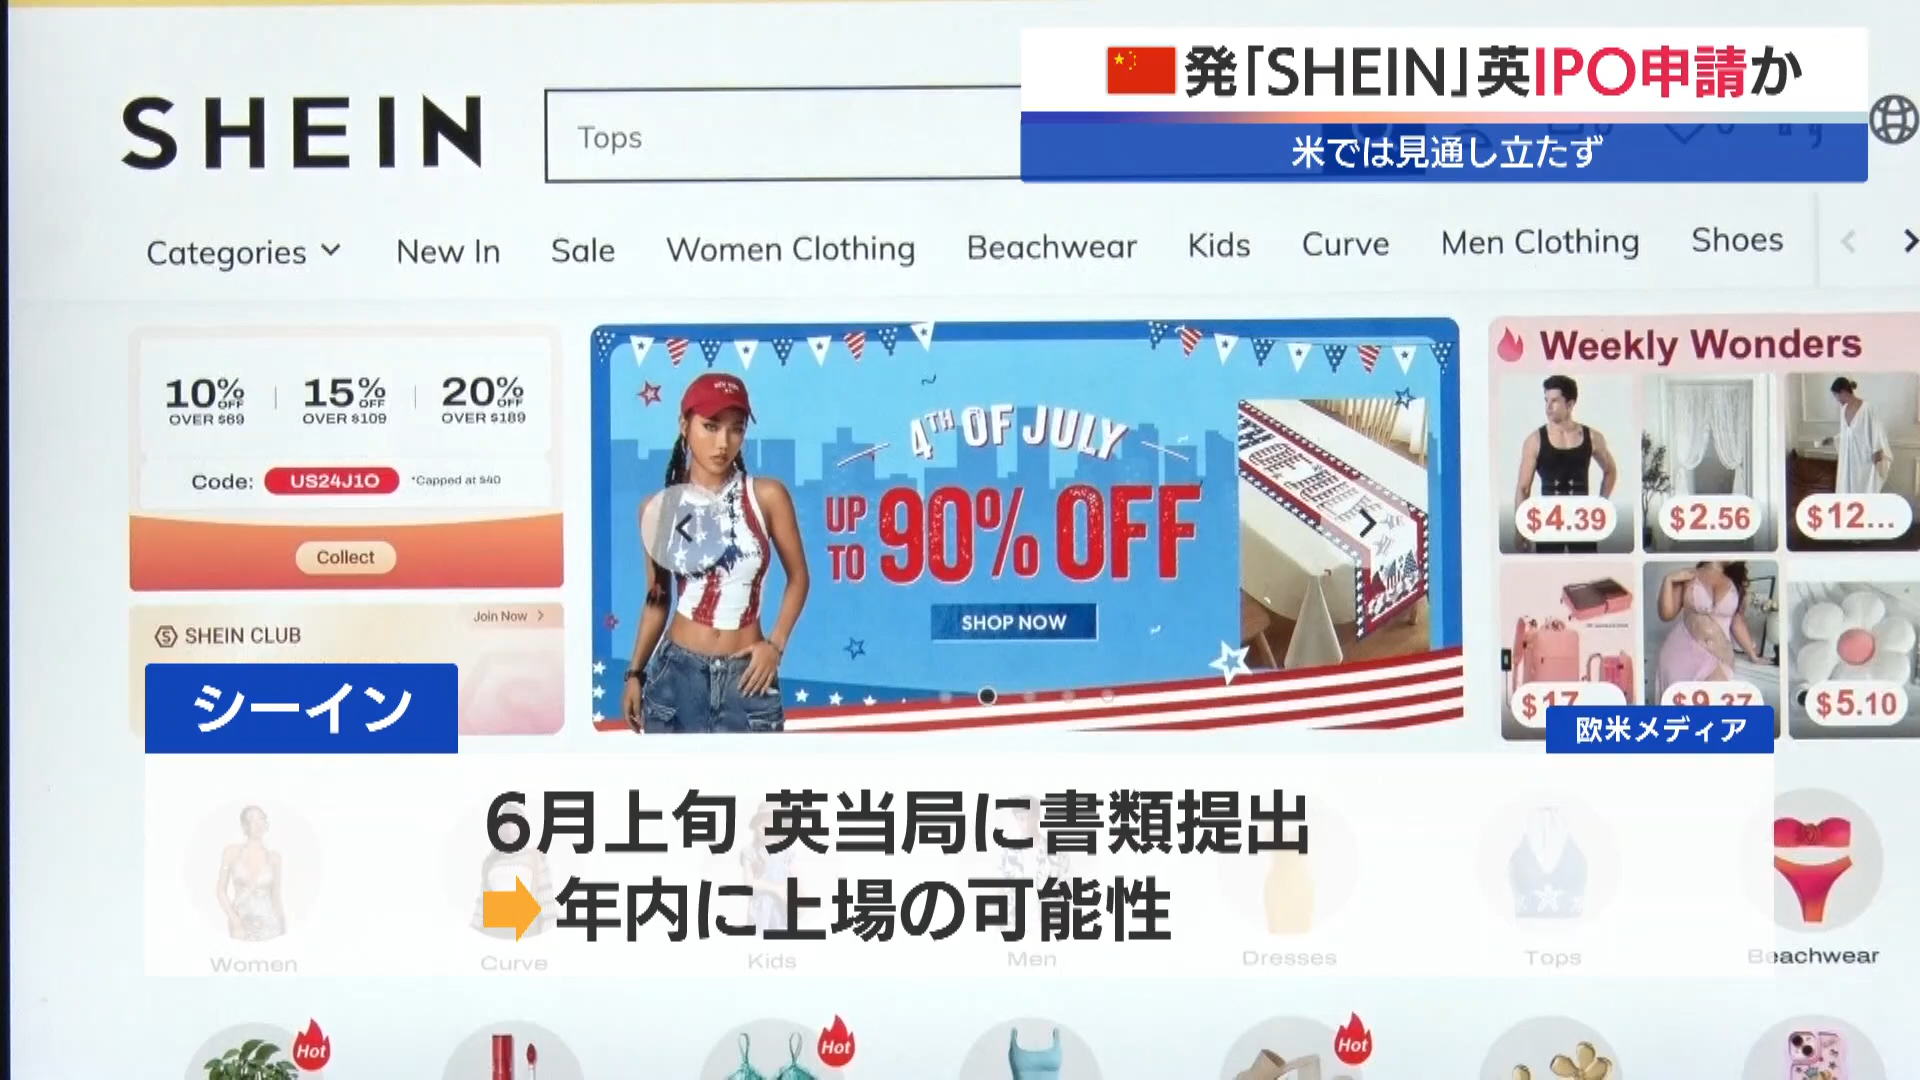 発「SHEIN」英IPO申請か
米では見通し立たず
SHEIN
Tops
Categories
New In
Sale
Women Clothing
Beachwear
Kids
Curve
Men Clothing
Shoes
10% OFF
OVER $69
15% OFF
OVER $109
20% OFF
OVER $189
Code: US24J1O *Capped at $40
Collect
SHEIN CLUB
Join Now >
4TH OF JULY
UP TO 90% OFF
SHOP NOW
Weekly Wonders
$4.39
$2.56
$12...
$17
$9.37
$5.10
シーイン
欧米メディア
6月上旬 英当局に書類提出
年内に上場の可能性
Women
Curve
Kids
Men
Dresses
Tops
Beachwear
Hot
Hot
Hot